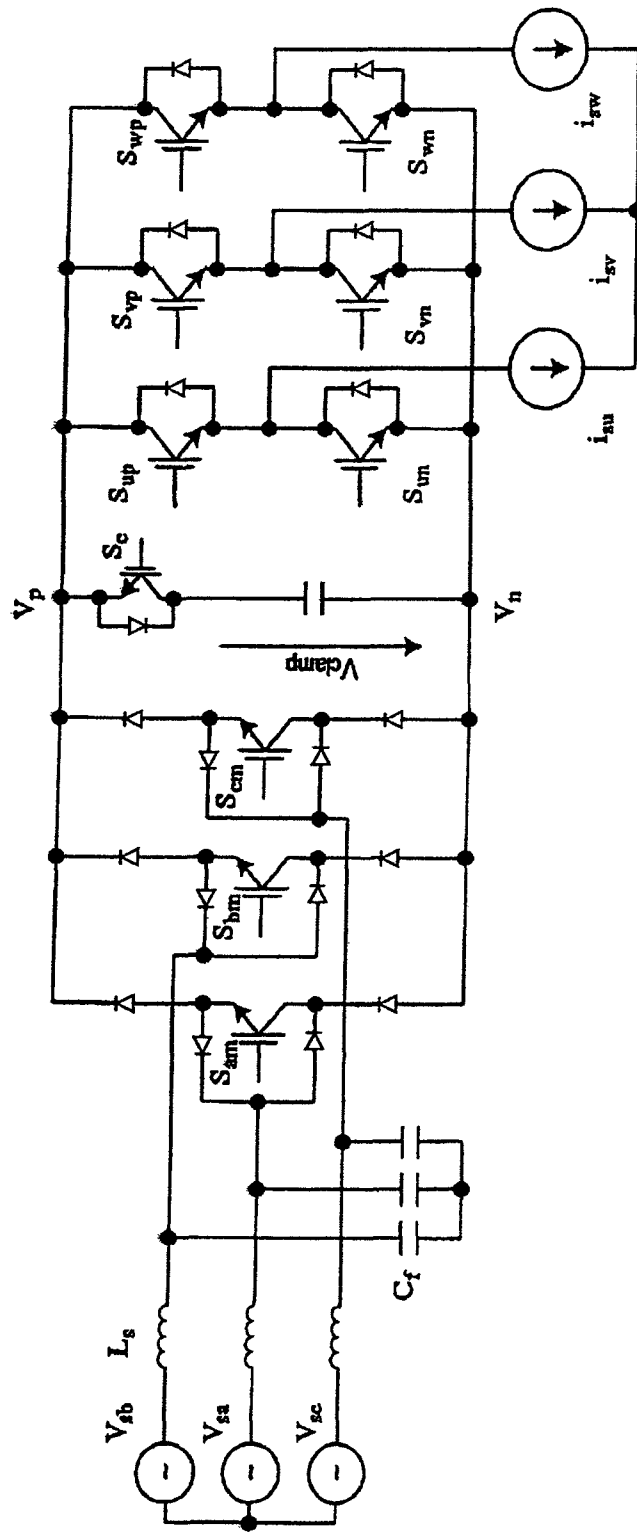 V_sb
L_s
V_sa
V_sc
C_f
S_am
S_bm
S_cm
V_clamp
V_p
V_n
S_c
S_up
S_un
S_vp
S_vn
S_wp
S_wn
i_su
i_sv
i_sw
~
~
~